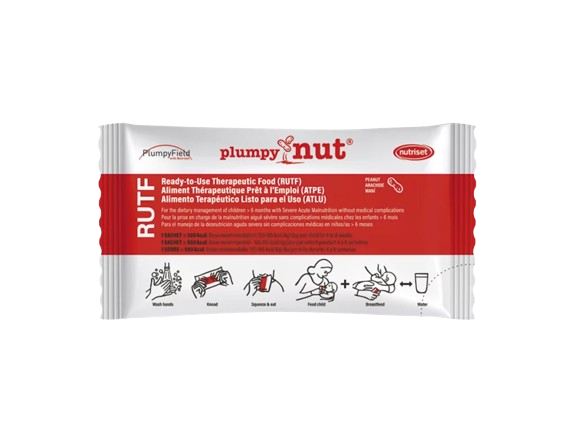 PlumpyField
plumpy nut®
nutriset
RUTF
Ready-to-Use Therapeutic Food (RUTF)
Aliment Thérapeutique Prêt à l'Emploi (ATPE)
Alimento Terapéutico Listo para el Uso (ATLU)
PEANUT
ARACHIDE
MANÍ
For the dietary management of children > 6 months with Severe Acute Malnutrition without medical complications
Pour la prise en charge de la malnutrition aiguë sévère sans complications médicales chez les enfants > 6 mois
Para el manejo de la desnutrición aguda severa sin complicaciones médicas en niños/as > 6 meses
Wash hands
Knead
Squeeze & eat
Feed child
+
Breastfeed
Water